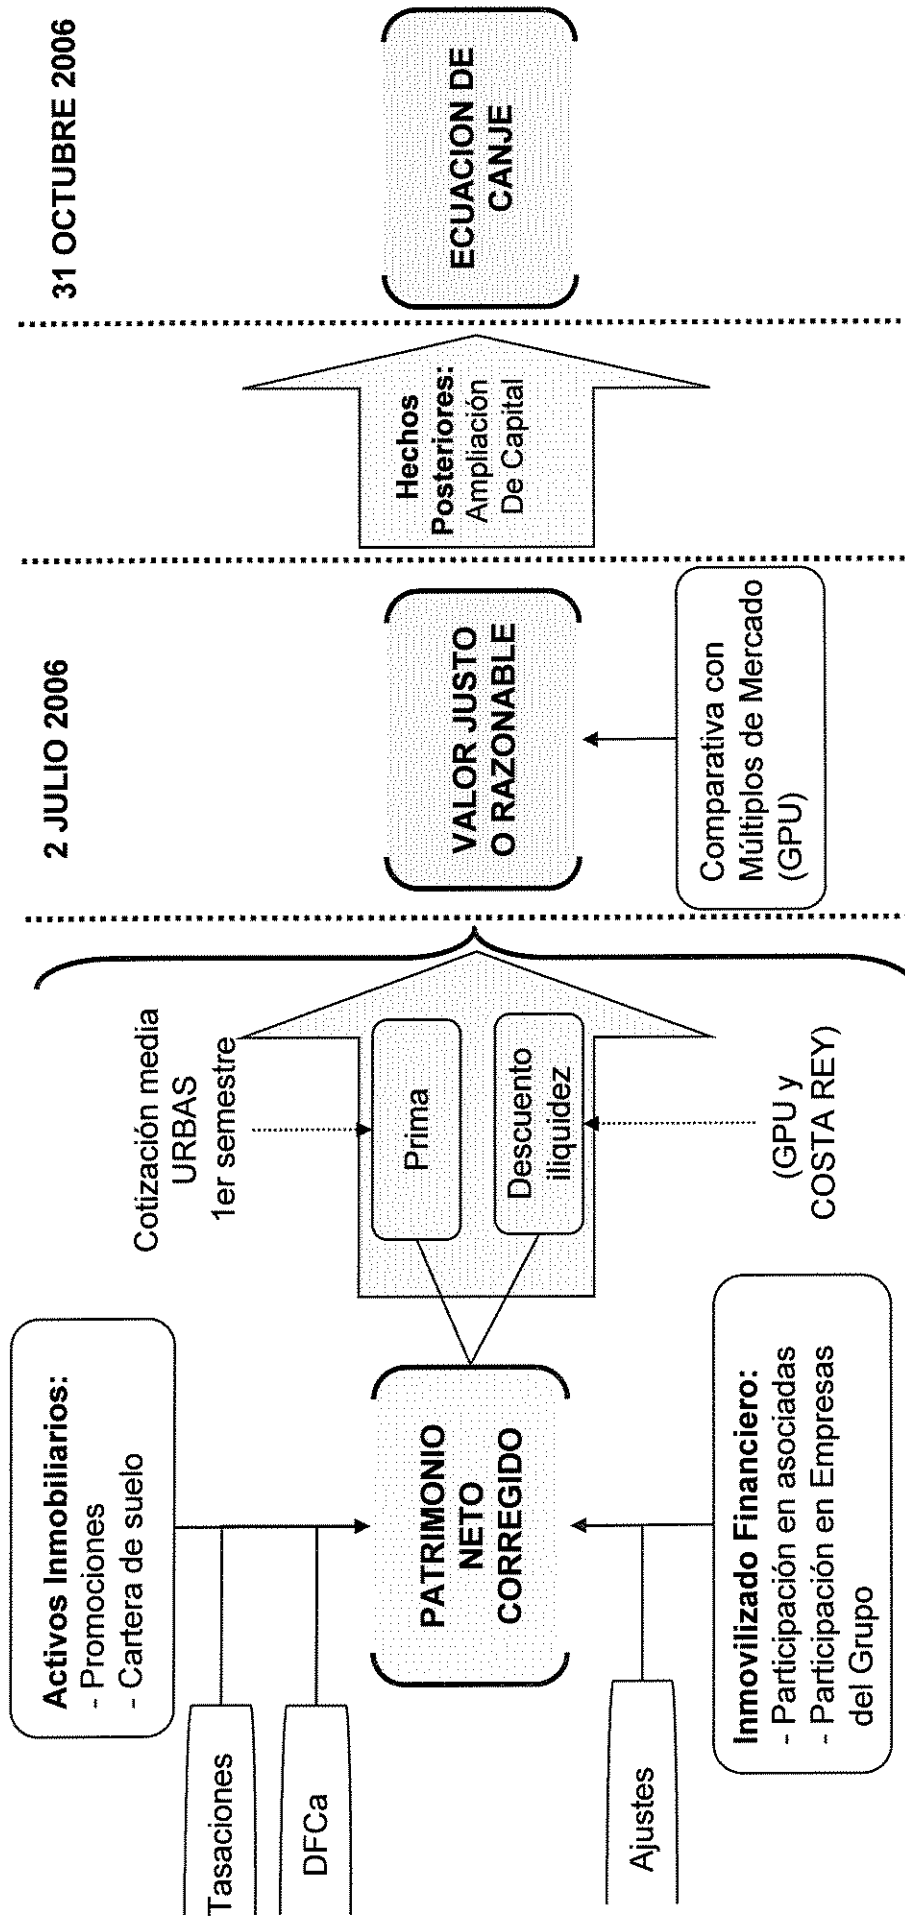 Activos Inmobiliarios:
- Promociones
- Cartera de suelo
Tasaciones
DFCa
PATRIMONIO
NETO
CORREGIDO
Ajustes
Inmovilizado Financiero:
- Participación en asociadas
- Participación en Empresas
del Grupo
Cotización media
URBAS
1er semestre
Prima
Descuento
iliquidez
(GPU y
COSTA REY)
2 JULIO 2006
VALOR JUSTO
O RAZONABLE
Comparativa con
Múltiplos de Mercado
(GPU)
Hechos
Posteriores:
Ampliación
De Capital
31 OCTUBRE 2006
ECUACION DE
CANJE